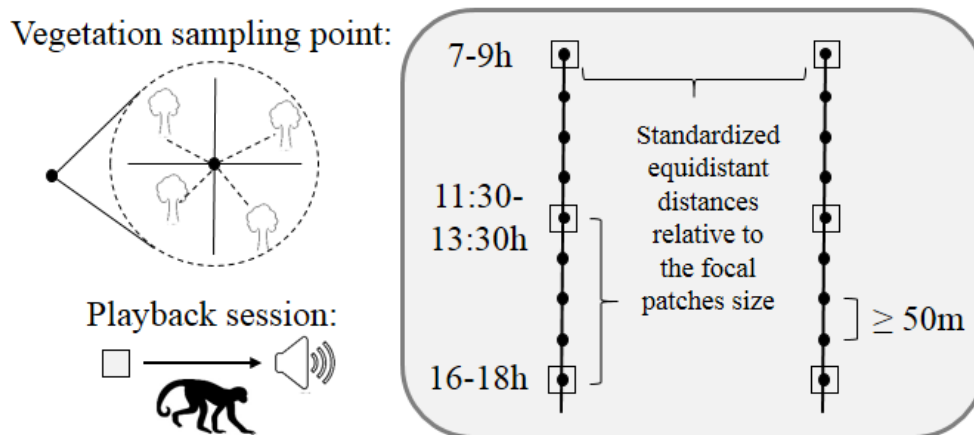 Vegetation sampling point:
Playback session:
7-9h
11:30-
13:30h
16-18h
Standardized
equidistant
distances
relative to
the focal
patches size
≥ 50m